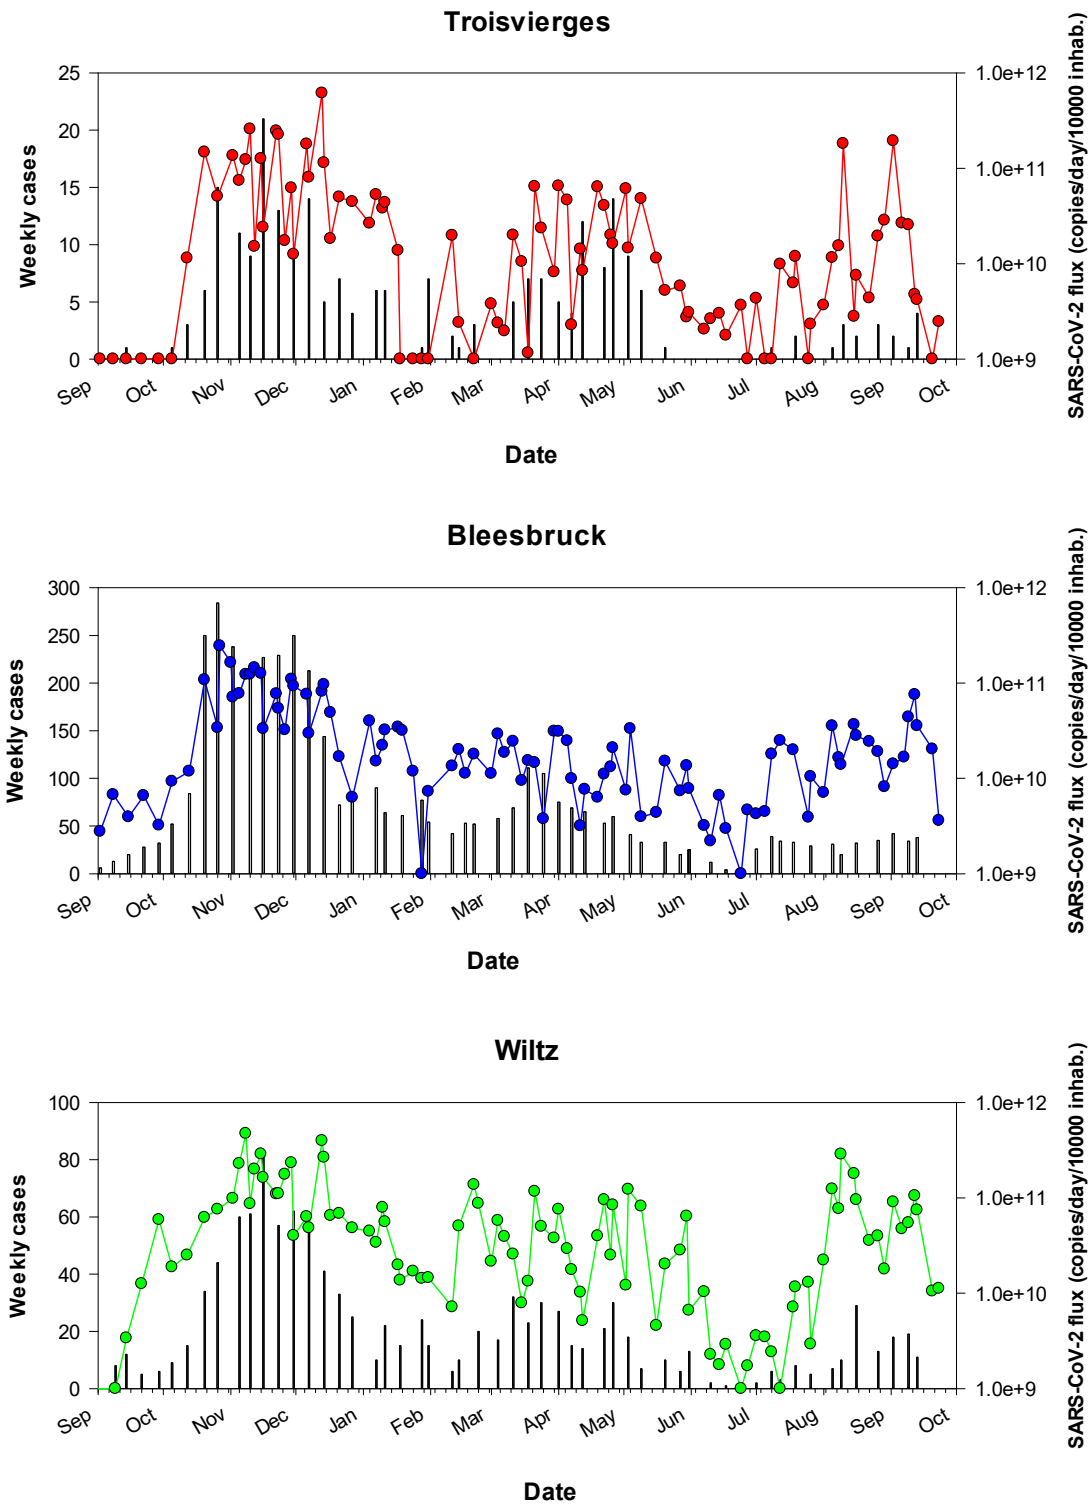 Troisvierges
25
20
15
10
5
0
Weekly cases
1.0e+12
1.0e+11
1.0e+10
1.0e+9
SARS-CoV-2 flux (copies/day/10000 inhab.)
Sep Oct Nov Dec Jan Feb Mar Apr May Jun Jul Aug Sep Oct
Date
Bleesbruck
300
250
200
150
100
50
0
Weekly cases
1.0e+12
1.0e+11
1.0e+10
1.0e+9
SARS-CoV-2 flux (copies/day/10000 inhab.)
Sep Oct Nov Dec Jan Feb Mar Apr May Jun Jul Aug Sep Oct
Date
Wiltz
100
80
60
40
20
0
Weekly cases
1.0e+12
1.0e+11
1.0e+10
1.0e+9
SARS-CoV-2 flux (copies/day/10000 inhab.)
Sep Oct Nov Dec Jan Feb Mar Apr May Jun Jul Aug Sep Oct
Date